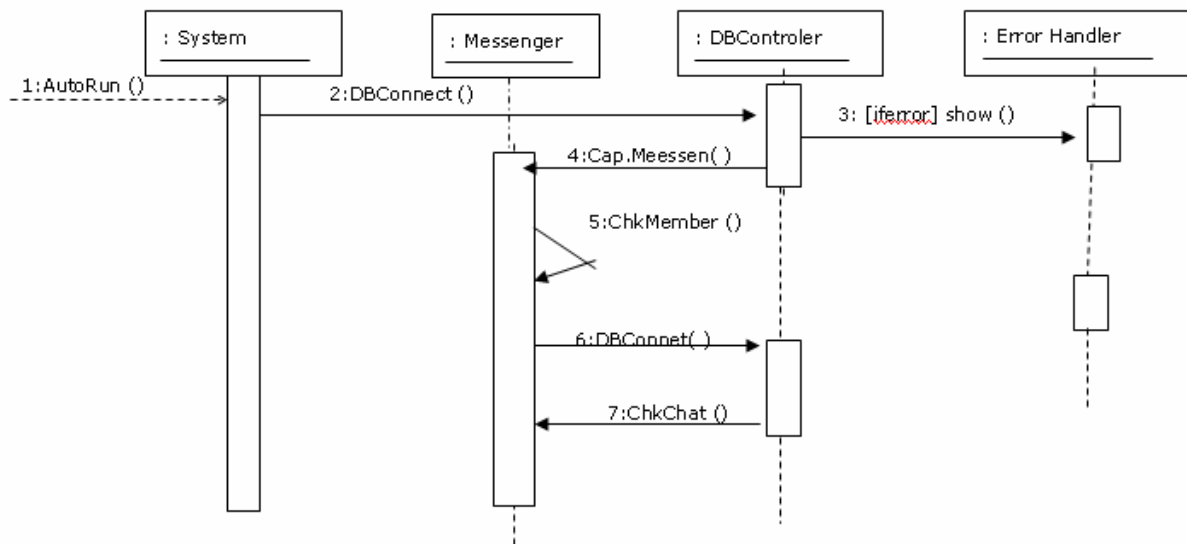 : System
: Messenger
: DBControler
: Error Handler
1:AutoRun ()
2:DBConnect ()
3: [iferror] show ()
4:Cap.Meessen( )
5:ChkMember ()
6:DBConnet( )
7:ChkChat ()